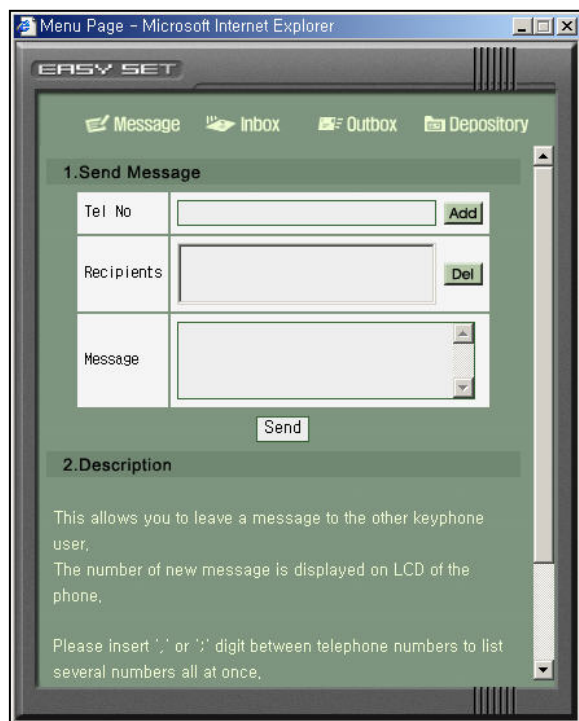 Menu Page - Microsoft Internet Explorer
EASY SET
Message Inbox Outbox Depository
1.Send Message
Tel No Add
Recipients Del
Message
Send
2.Description
This allows you to leave a message to the other keyphone
user,
The number of new message is displayed on LCD of the
phone,
Please insert ',' or ';' digit between telephone numbers to list
several numbers all at once,